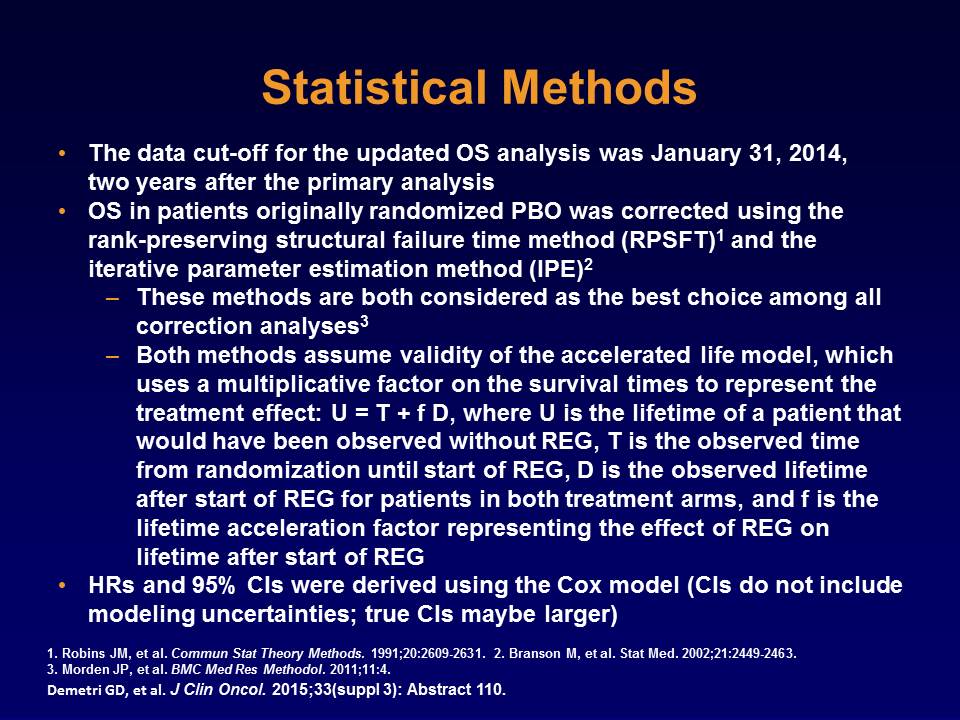 Statistical Methods
• The data cut-off for the updated OS analysis was January 31, 2014,
two years after the primary analysis
• OS in patients originally randomized PBO was corrected using the
rank-preserving structural failure time method (RPSFT)1 and the
iterative parameter estimation method (IPE)2
– These methods are both considered as the best choice among all
correction analyses3
– Both methods assume validity of the accelerated life model, which
uses a multiplicative factor on the survival times to represent the
treatment effect: U = T + f D, where U is the lifetime of a patient that
would have been observed without REG, T is the observed time
from randomization until start of REG, D is the observed lifetime
after start of REG for patients in both treatment arms, and f is the
lifetime acceleration factor representing the effect of REG on
lifetime after start of REG
• HRs and 95% CIs were derived using the Cox model (CIs do not include
modeling uncertainties; true CIs maybe larger)
1. Robins JM, et al. Commun Stat Theory Methods. 1991;20:2609-2631. 2. Branson M, et al. Stat Med. 2002;21:2449-2463.
3. Morden JP, et al. BMC Med Res Methodol. 2011;11:4.
Demetri GD, et al. J Clin Oncol. 2015;33(suppl 3): Abstract 110.